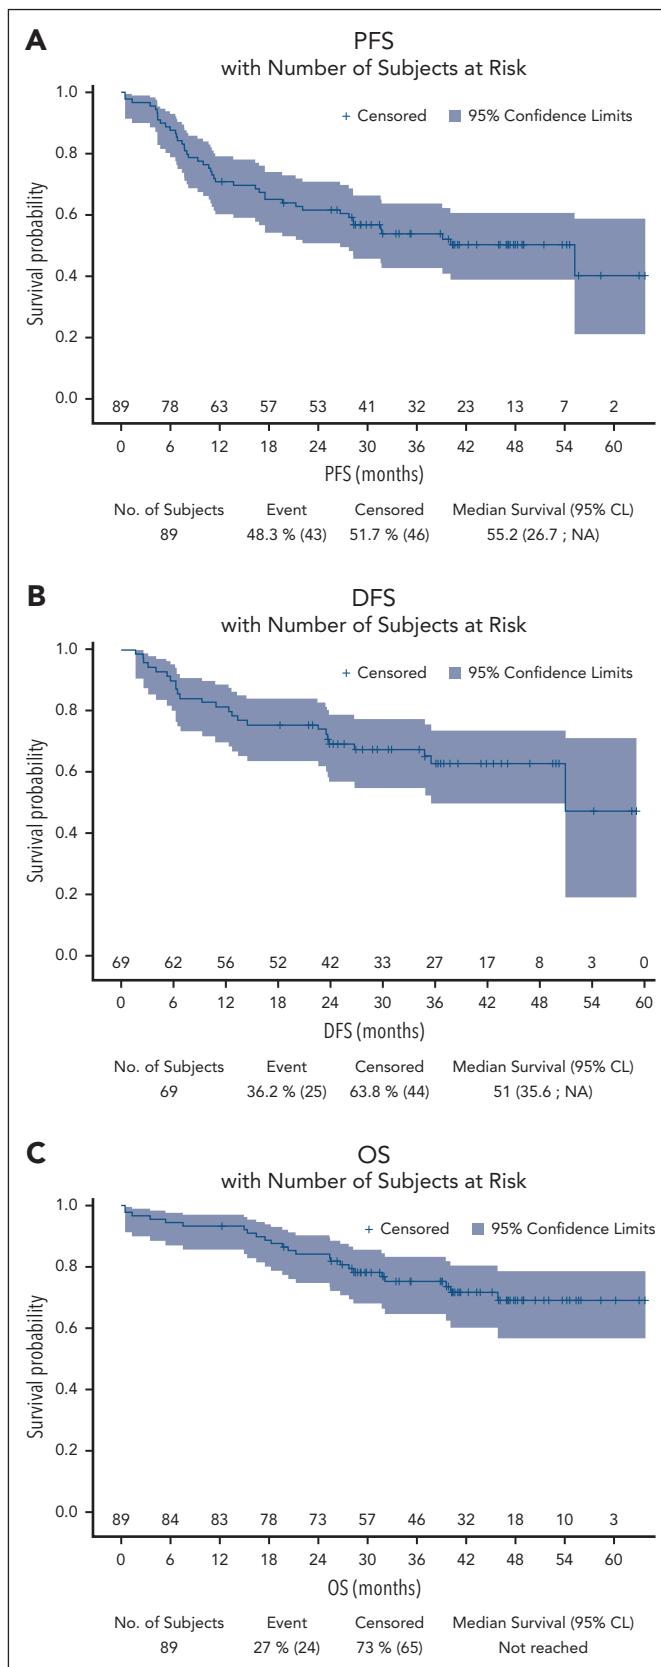 A
PFS
with Number of Subjects at Risk
+ Censored 95% Confidence Limits
1.0
0.8
0.6
0.4
0.2
0.0
Survival probability
89 78 63 57 53 41 32 23 13 7 2
0 6 12 18 24 30 36 42 48 54 60
PFS (months)
No. of Subjects Event Censored Median Survival (95% CL)
89 48.3 % (43) 51.7 % (46) 55.2 (26.7 ; NA)
B
DFS
with Number of Subjects at Risk
+ Censored 95% Confidence Limits
1.0
0.8
0.6
0.4
0.2
0.0
Survival probability
69 62 56 52 42 33 27 17 8 3 0
0 6 12 18 24 30 36 42 48 54 60
DFS (months)
No. of Subjects Event Censored Median Survival (95% CL)
69 36.2 % (25) 63.8 % (44) 51 (35.6 ; NA)
C
OS
with Number of Subjects at Risk
+ Censored 95% Confidence Limits
1.0
0.8
0.6
0.4
0.2
0.0
Survival probability
89 84 83 78 73 57 46 32 18 10 3
0 6 12 18 24 30 36 42 48 54 60
OS (months)
No. of Subjects Event Censored Median Survival (95% CL)
89 27 % (24) 73 % (65) Not reached